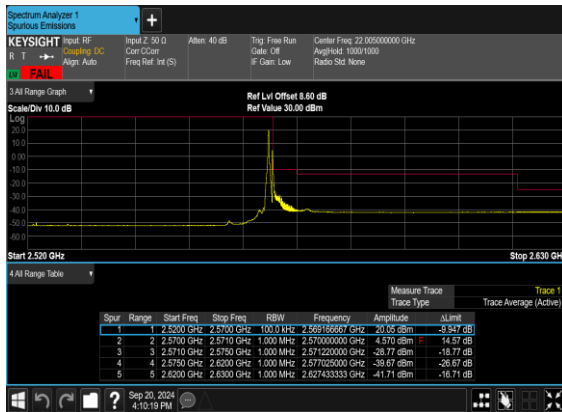 Spectrum Analyzer 1
Spurious Emissions
KEYSIGHT Input: RF Input Z: 50 Ω Atten: 40 dB Trig: Free Run Center Freq: 22.005000000 GHz
R T Coupling: DC Corr CCorr Gate: Off Avg|Hold: 1000/1000
Align: Auto Freq Ref: Int (S) IF Gain: Low Radio Std: None
FAIL
3 All Range Graph
Ref Lvl Offset 8.60 dB
Scale/Div 10.0 dB Ref Value 30.00 dBm
Log
20.0
10.0
0.00
-10.0
-20.0
-30.0
-40.0
-50.0
-60.0
Start 2.520 GHz Stop 2.630 GH
4 All Range Table
Measure Trace Trace 1
Trace Type Trace Average (Active)
Spur Range Start Freq Stop Freq RBW Frequency Amplitude ΔLimit
1 1 2.5200 GHz 2.5700 GHz 100.0 kHz 2.569166667 GHz 20.05 dBm -9.947 dB
2 2 2.5700 GHz 2.5710 GHz 1.000 MHz 2.570000000 GHz 4.570 dBm F 14.57 dB
3 3 2.5710 GHz 2.5750 GHz 1.000 MHz 2.571220000 GHz -28.77 dBm -18.77 dB
4 4 2.5750 GHz 2.6200 GHz 1.000 MHz 2.577025000 GHz -39.67 dBm -26.67 dB
5 5 2.6200 GHz 2.6300 GHz 1.000 MHz 2.627433333 GHz -41.71 dBm -16.71 dB
Sep 20, 2024
4:10:19 PM